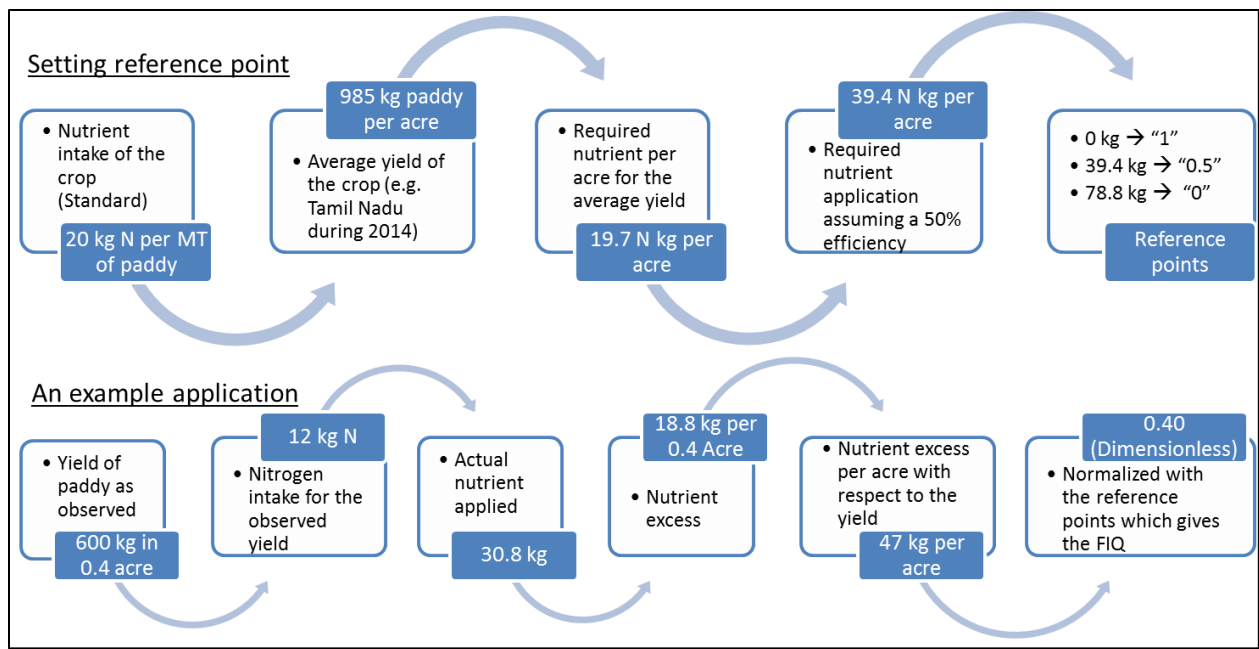 Setting reference point
• Nutrient
intake of the
crop
(Standard)
20 kg N per MT
of paddy
985 kg paddy
per acre
• Average yield of
the crop (e.g.
Tamil Nadu
during 2014)
• Required
nutrient per
acre for the
average yield
19.7 N kg per
acre
39.4 N kg per
acre
• Required
nutrient
application
assuming a 50%
efficiency
• 0 kg → “1”
• 39.4 kg → “0.5”
• 78.8 kg → “0”
Reference
points
An example application
• Yield of
paddy as
observed
600 kg in
0.4 acre
12 kg N
• Nitrogen
intake for the
observed
yield
• Actual
nutrient
applied
30.8 kg
18.8 kg per
0.4 Acre
• Nutrient
excess
• Nutrient excess
per acre with
respect to the
yield
47 kg per
acre
0.40
(Dimensionless)
• Normalized with
the reference
points which gives
the FIQ